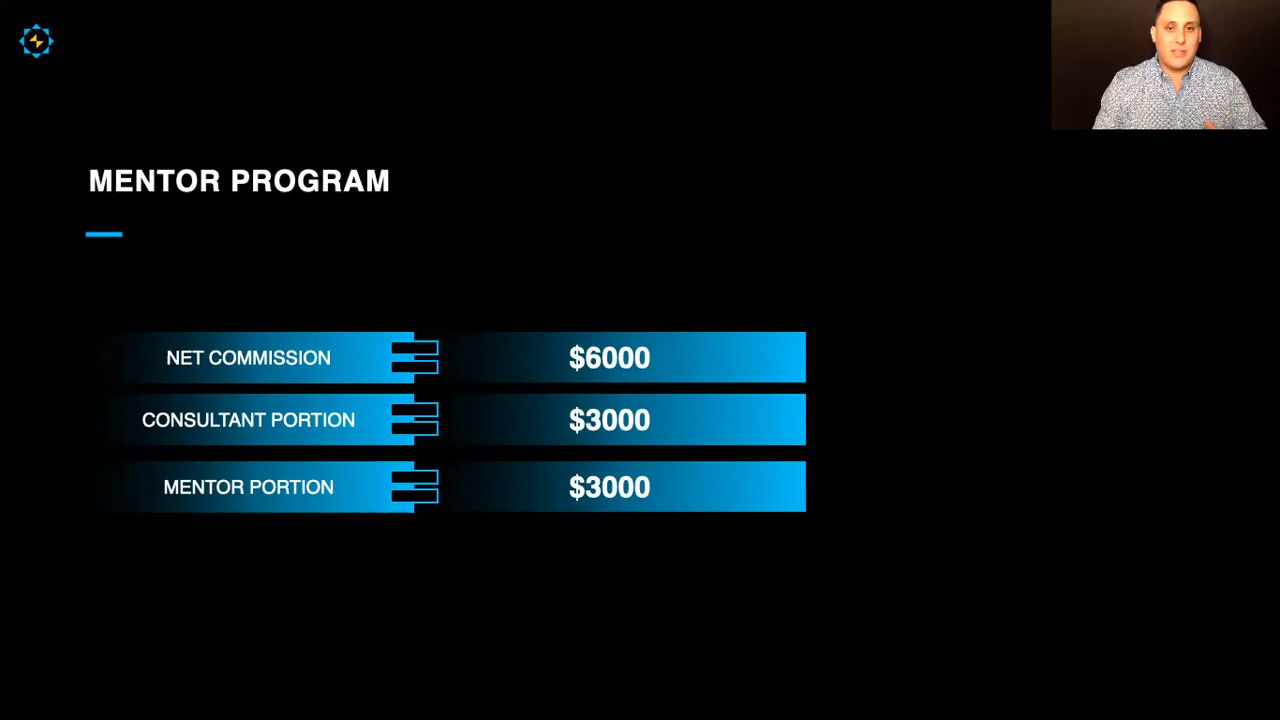 MENTOR PROGRAM
NET COMMISSION
$6000
CONSULTANT PORTION
$3000
MENTOR PORTION
$3000